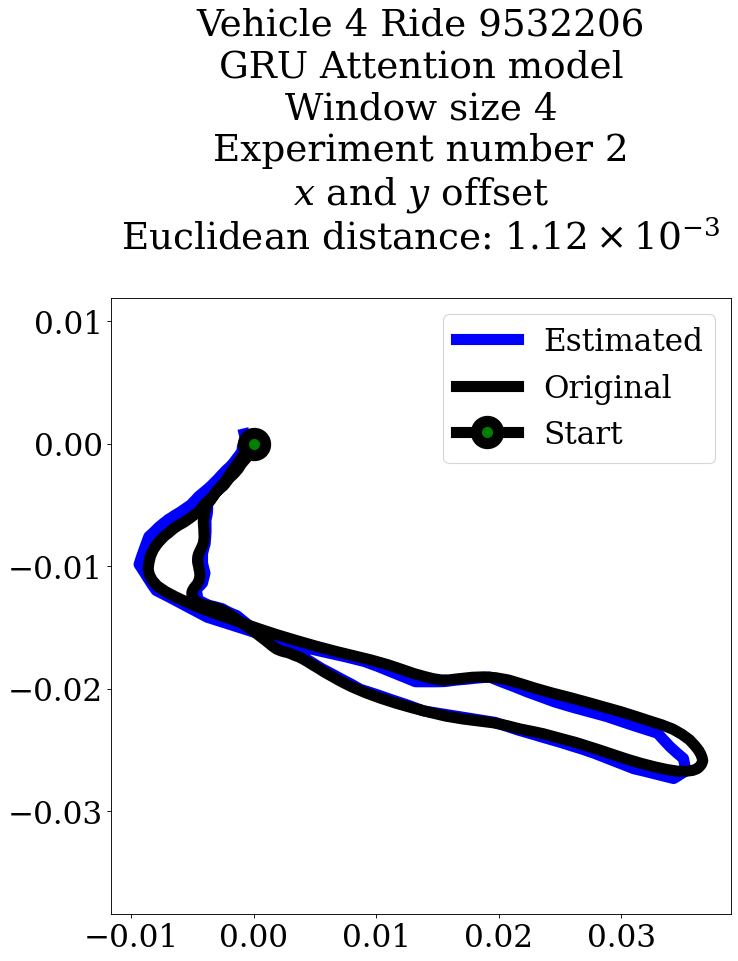 Vehicle 4 Ride 9532206
GRU Attention model
Window size 4
Experiment number 2
x and y offset
Euclidean distance: 1.12 × 10⁻³
Estimated
Original
Start
0.01
0.00
−0.01
−0.02
−0.03
−0.01 0.00 0.01 0.02 0.03